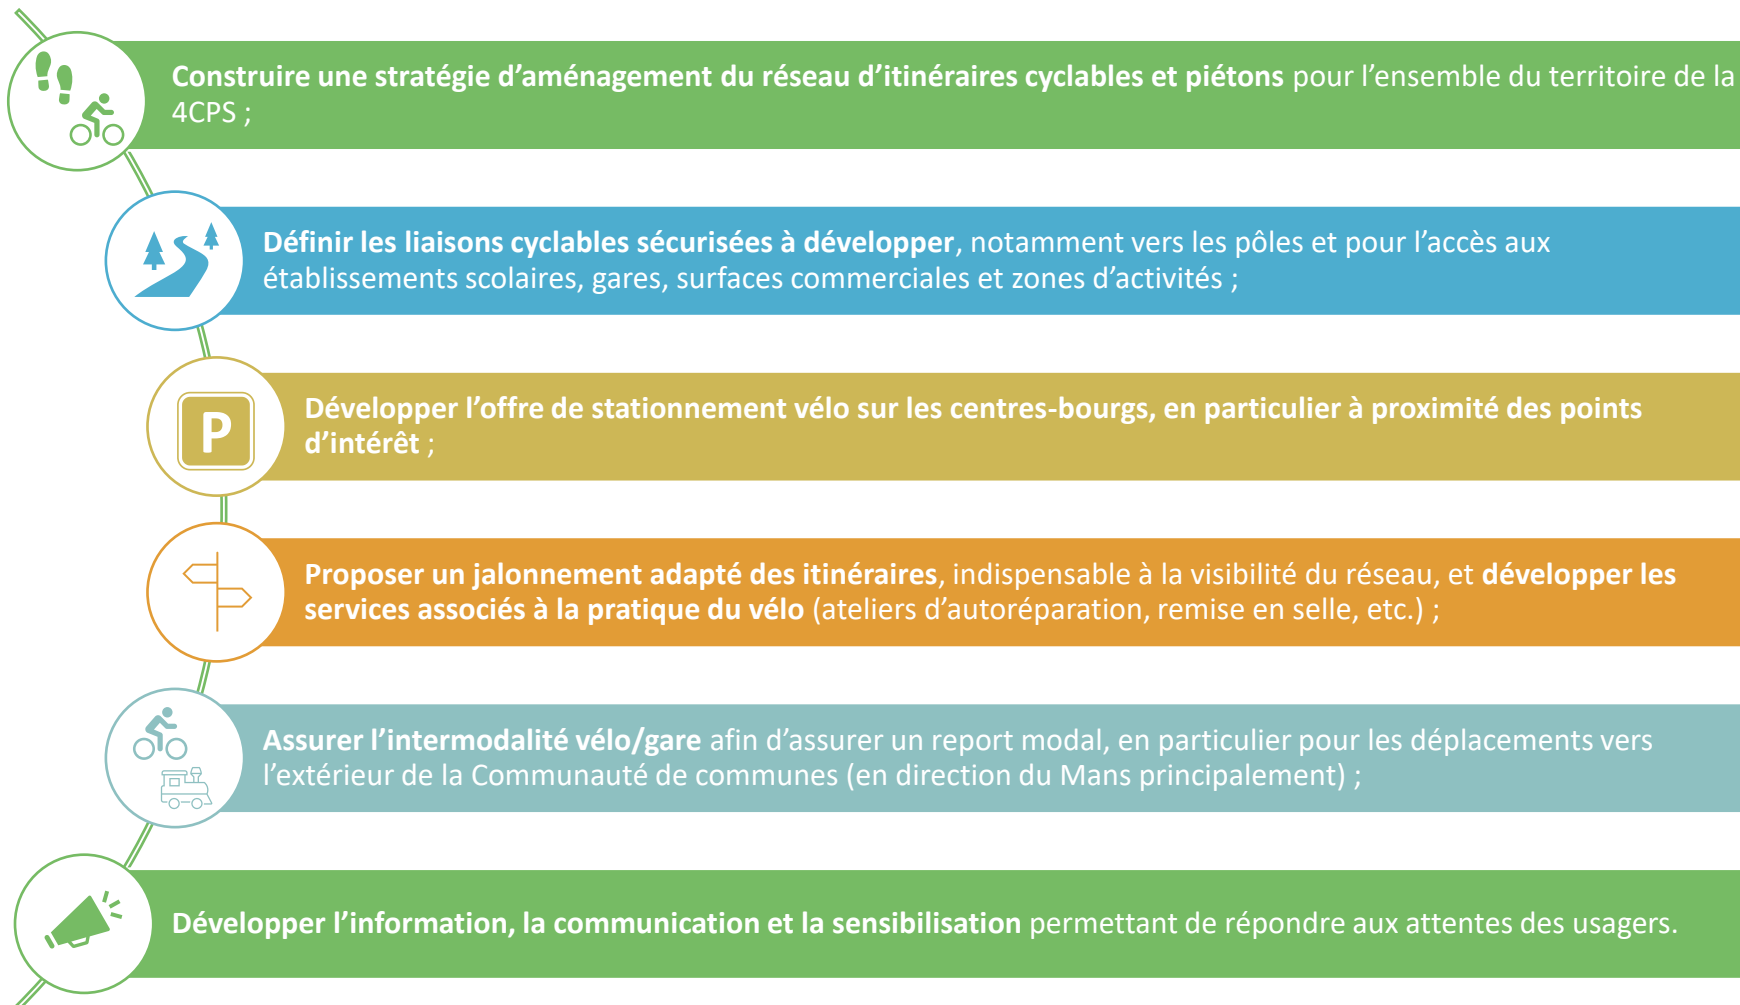 Construire une stratégie d’aménagement du réseau d’itinéraires cyclables et piétons pour l’ensemble du territoire de la
4CPS ;
Définir les liaisons cyclables sécurisées à développer, notamment vers les pôles et pour l’accès aux
établissements scolaires, gares, surfaces commerciales et zones d’activités ;
P
Développer l’offre de stationnement vélo sur les centres-bourgs, en particulier à proximité des points
d’intérêt ;
Proposer un jalonnement adapté des itinéraires, indispensable à la visibilité du réseau, et développer les
services associés à la pratique du vélo (ateliers d’autoréparation, remise en selle, etc.) ;
Assurer l’intermodalité vélo/gare afin d’assurer un report modal, en particulier pour les déplacements vers
l’extérieur de la Communauté de communes (en direction du Mans principalement) ;
Développer l’information, la communication et la sensibilisation permettant de répondre aux attentes des usagers.